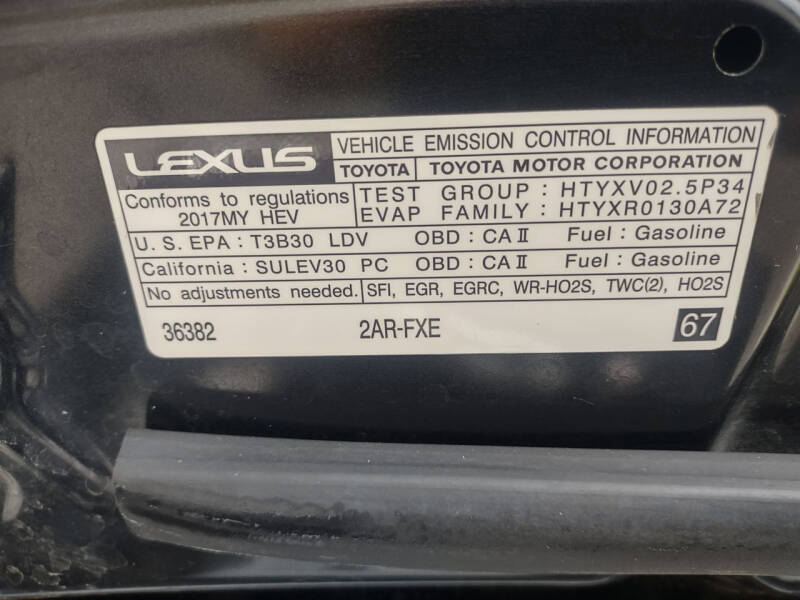 LEXUS VEHICLE EMISSION CONTROL INFORMATION
TOYOTA TOYOTA MOTOR CORPORATION
Conforms to regulations TEST GROUP : HTYXV02.5P34
2017MY HEV EVAP FAMILY : HTYXR0130A72
U.S. EPA : T3B30 LDV OBD : CA II Fuel : Gasoline
California : SULEV30 PC OBD : CA II Fuel : Gasoline
No adjustments needed. SFI, EGR, EGRC, WR-HO2S, TWC(2), HO2S
36382 2AR-FXE 67